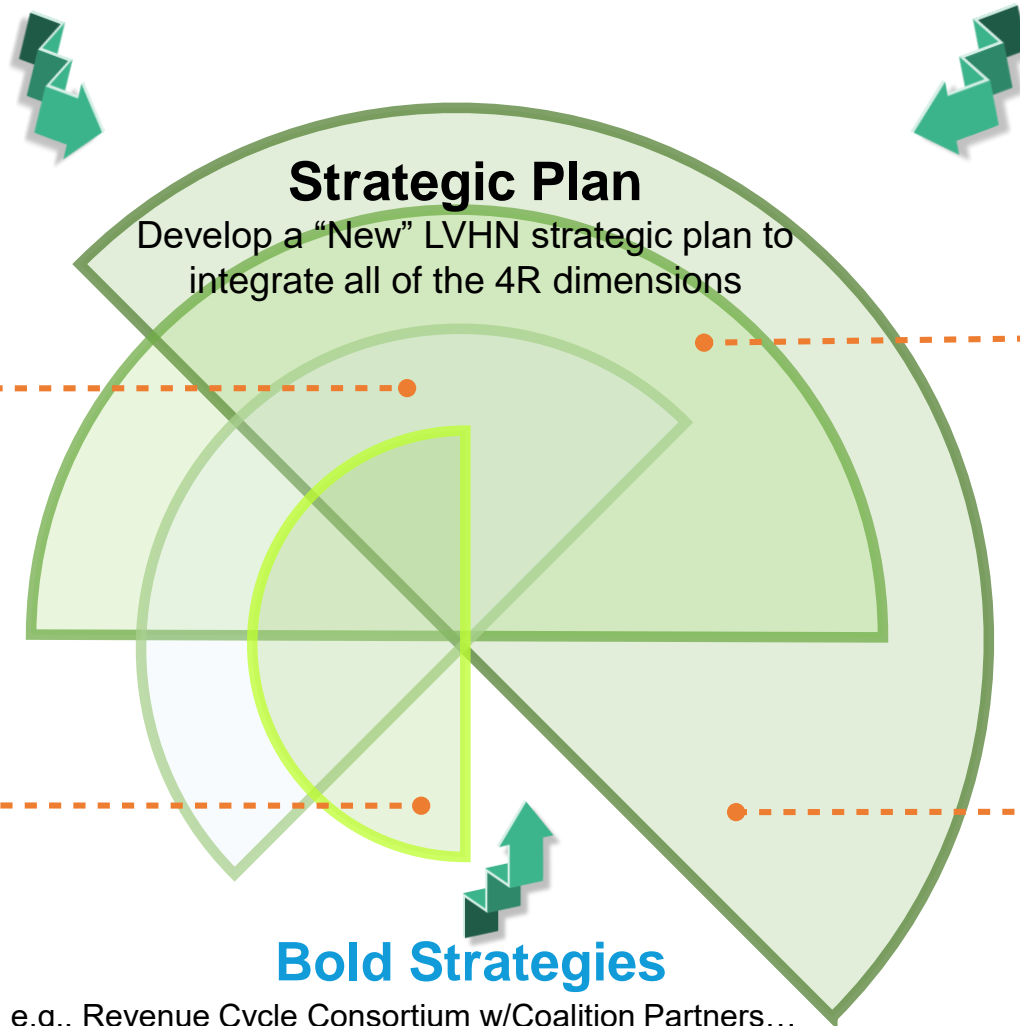 Strategic Plan
Develop a “New” LVHN strategic plan to
integrate all of the 4R dimensions
Bold Strategies
e.g., Revenue Cycle Consortium w/Coalition Partners…